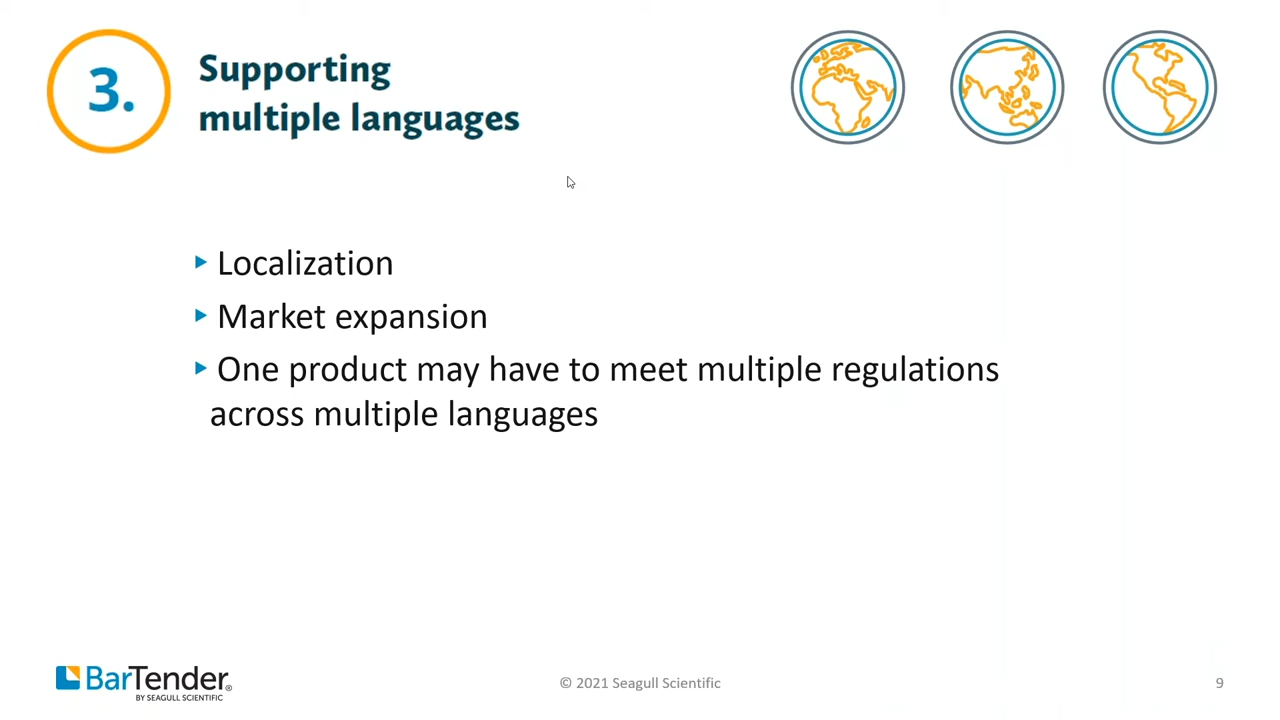 3.
Supporting
multiple languages
Localization
Market expansion
One product may have to meet multiple regulations
across multiple languages
BarTender®
BY SEAGULL SCIENTIFIC
© 2021 Seagull Scientific
9